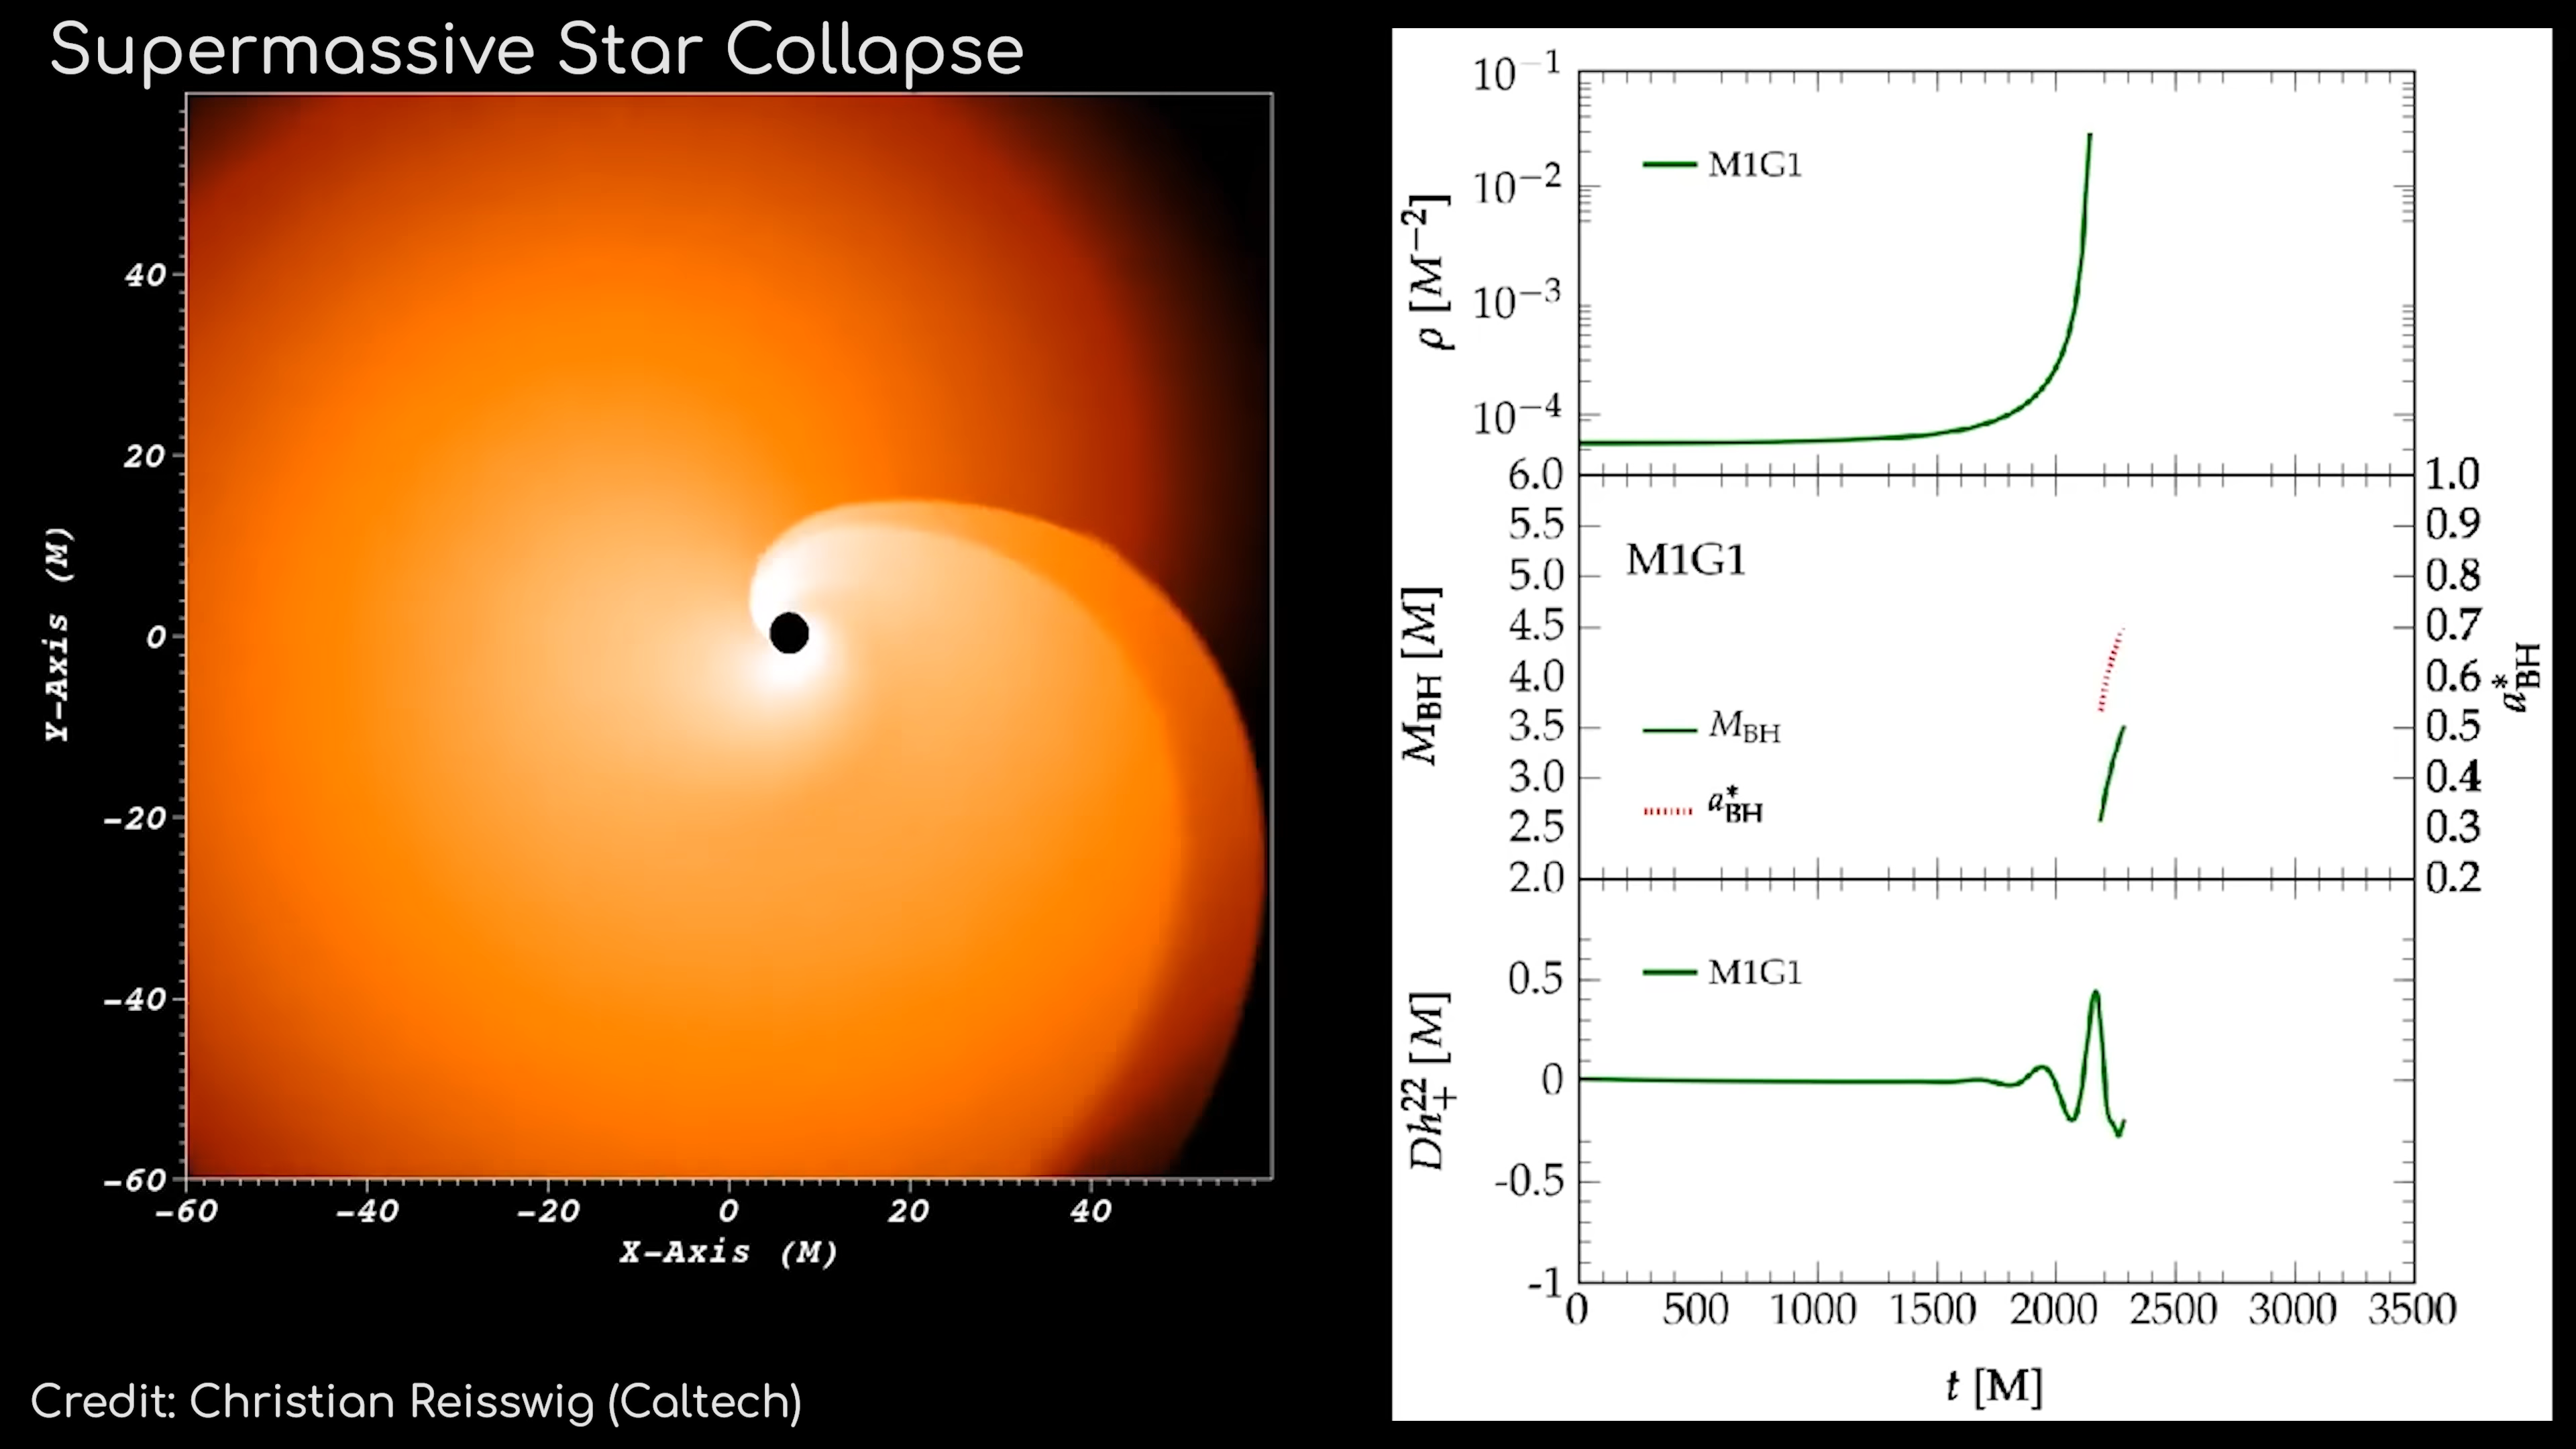 Supermassive Star Collapse
40
20
0
-20
-40
-60
Y-Axis (M)
-60 -40 -20 0 20 40
X-Axis (M)
Credit: Christian Reisswig (Caltech)
10⁻¹
10⁻²
10⁻³
10⁻⁴
ρ [M⁻²]
M1G1
6.0
5.5
5.0
4.5
4.0
3.5
3.0
2.5
2.0
M_BH [M]
M1G1
M_BH
a*_BH
1.0
0.9
0.8
0.7
0.6
0.5
0.4
0.3
0.2
a*_BH
0.5
0
-0.5
-1
Dh₊²² [M]
M1G1
0 500 1000 1500 2000 2500 3000 3500
t [M]